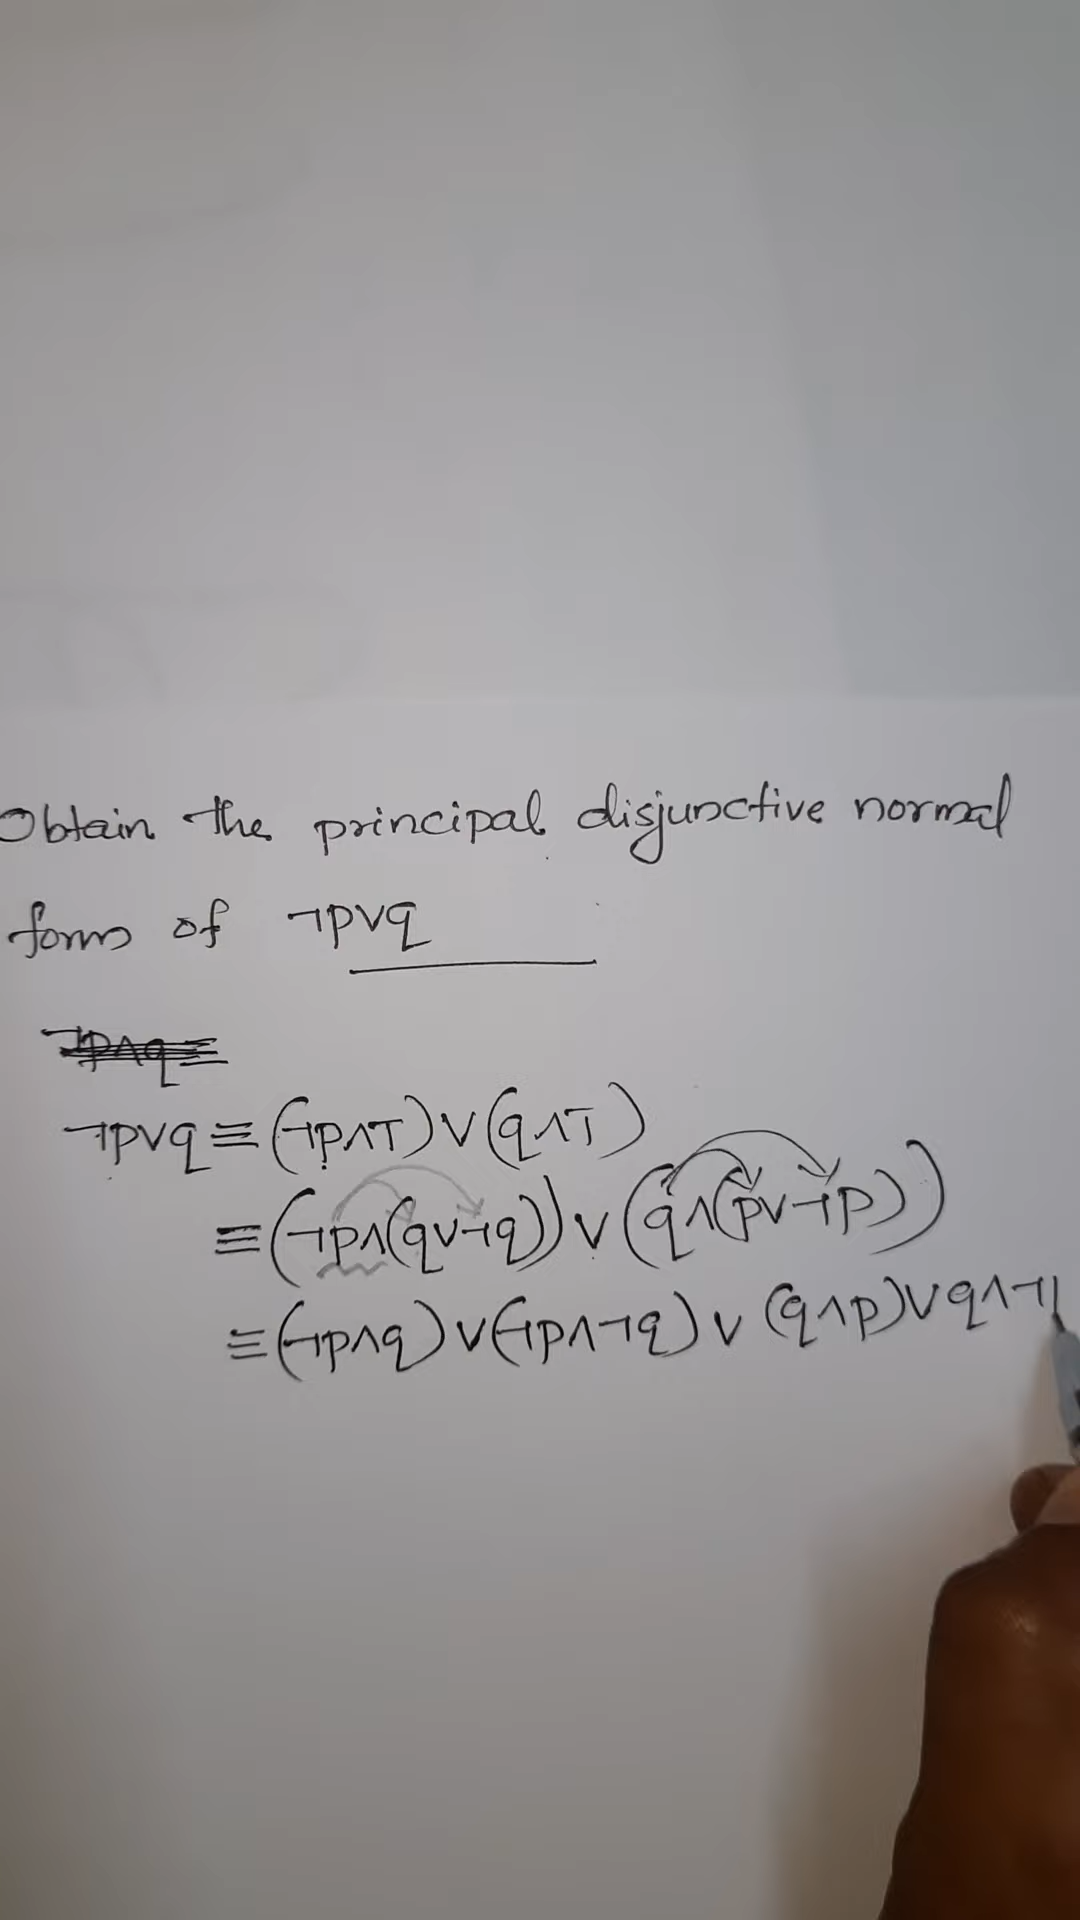 Obtain the principal disjunctive normal
form of ¬p∨q
¬p∧q≡
¬p∨q≡(¬p∧T)∨(q∧T)
≡(¬p∧(q∨¬q))∨(q∧(p∨¬p))
≡(¬p∧q)∨(¬p∧¬q)∨(q∧p)∨q∧¬